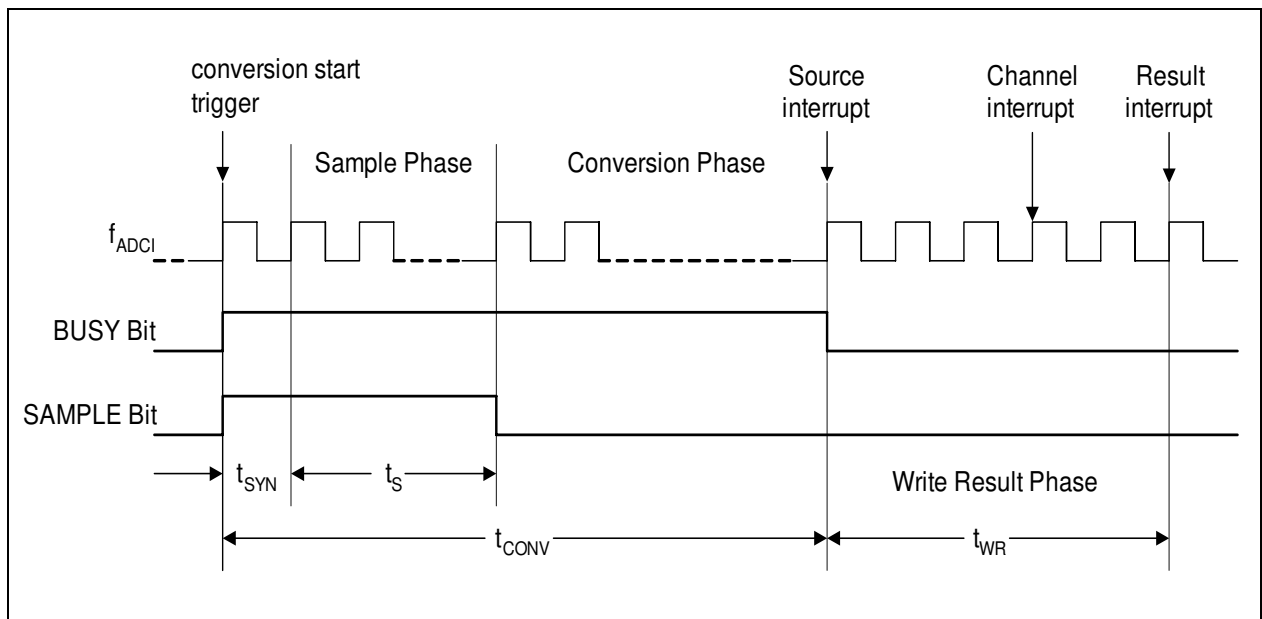 conversion start
trigger
Source
interrupt
Channel
interrupt
Result
interrupt
Sample Phase
Conversion Phase
fADCI
BUSY Bit
SAMPLE Bit
tSYN
tS
Write Result Phase
tCONV
tWR